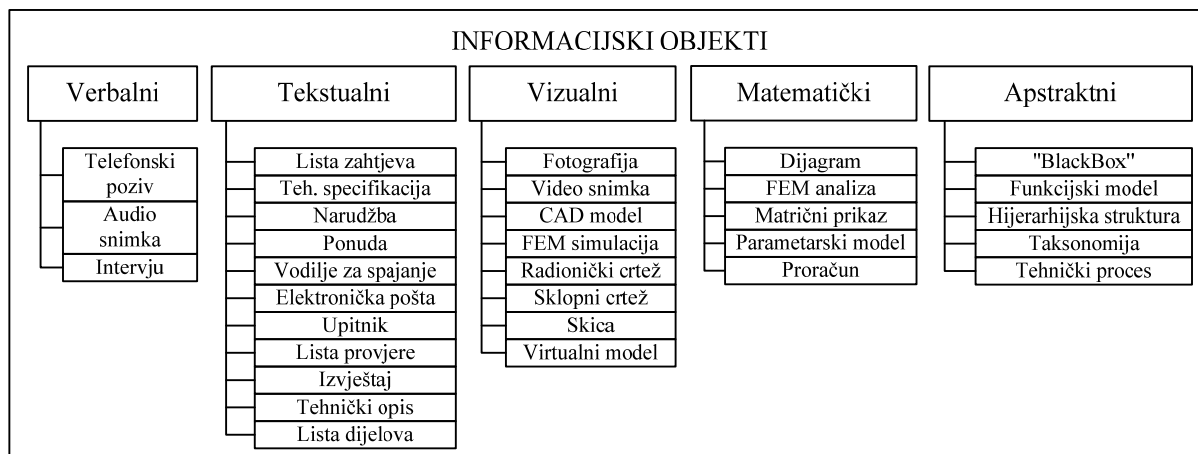 INFORMACIJSKI OBJEKTI
Verbalni
Telefonski
poziv
Audio
snimka
Intervju
Tekstualni
Lista zahtjeva
Teh. specifikacija
Narudžba
Ponuda
Vodilje za spajanje
Elektronička pošta
Upitnik
Lista provjere
Izvještaj
Tehnički opis
Lista dijelova
Vizualni
Fotografija
Video snimka
CAD model
FEM simulacija
Radionički crtež
Sklopni crtež
Skica
Virtualni model
Matematički
Dijagram
FEM analiza
Matrični prikaz
Parametarski model
Proračun
Apstraktni
"BlackBox"
Funkcijski model
Hijerarhijska struktura
Taksonomija
Tehnički proces